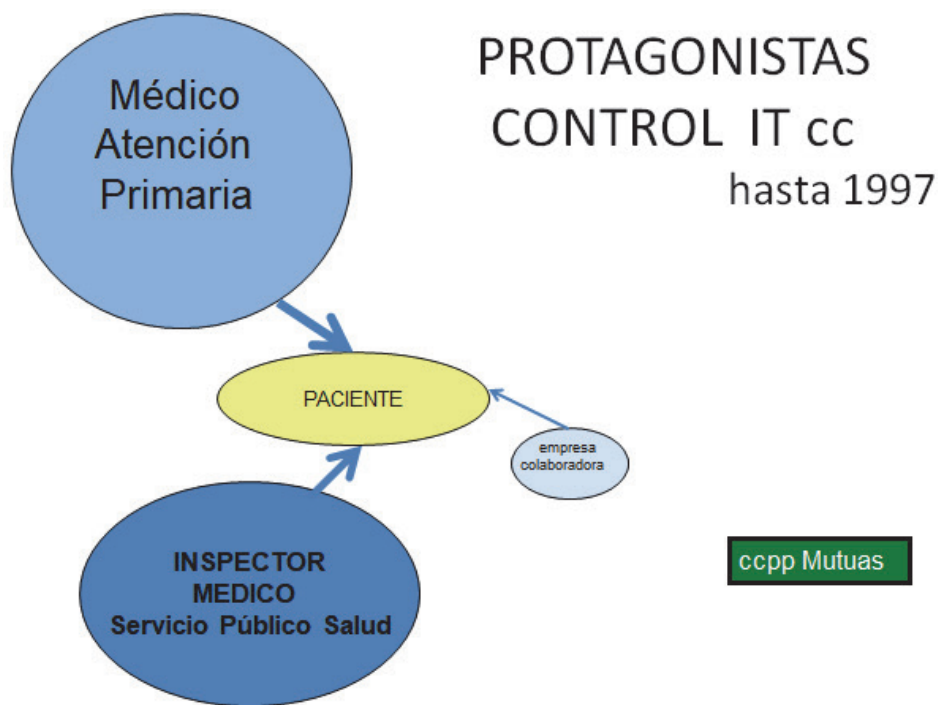 PROTAGONISTAS
CONTROL IT cc
hasta 1997
Médico
Atención
Primaria
PACIENTE
empresa
colaboradora
INSPECTOR
MEDICO
Servicio Público Salud
ccpp Mutuas